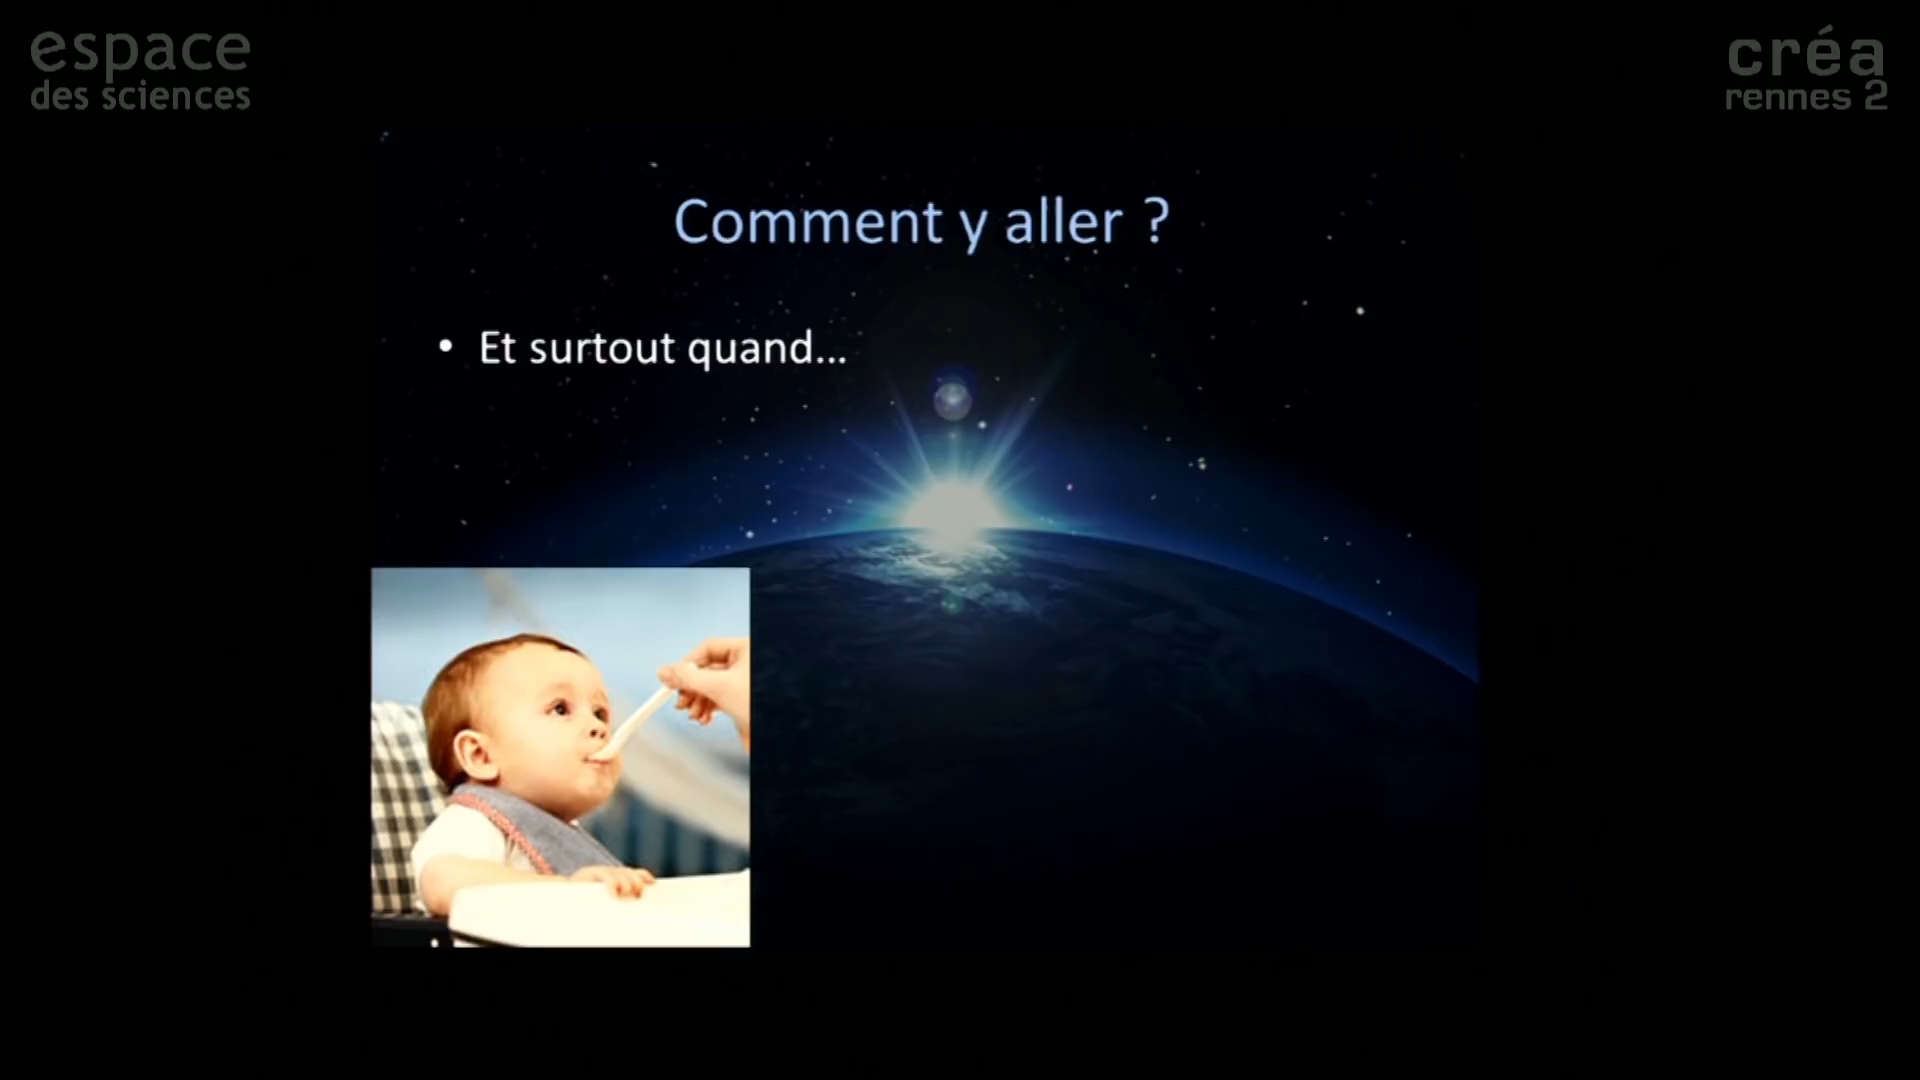 espace
des sciences
créa
rennes 2
Comment y aller ?
• Et surtout quand...